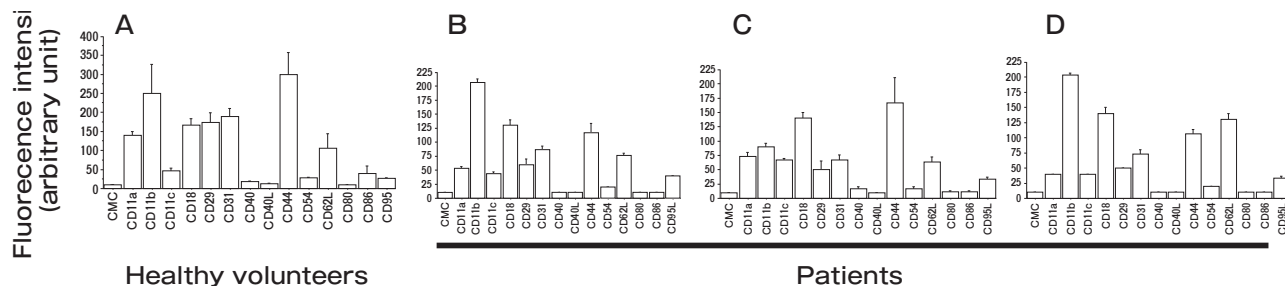 Fluorescence intensi
(arbitrary unit)
A
400
350
300
250
200
150
100
50
0
CMC
CD11a
CD11b
CD11c
CD18
CD29
CD31
CD40
CD40L
CD44
CD54
CD62L
CD80
CD86
CD95
Healthy volunteers
B
225
200
150
125
100
75
50
25
0
CMC
CD11a
CD11b
CD11c
CD18
CD29
CD31
CD40
CD40L
CD44
CD54
CD62L
CD80
CD86
CD95L
C
225
200
150
125
100
75
50
25
0
CMC
CD11a
CD11b
CD11c
CD18
CD29
CD31
CD40
CD40L
CD44
CD54
CD62L
CD80
CD86
CD95L
D
225
200
150
125
100
75
50
25
0
CMC
CD11a
CD11b
CD11c
CD18
CD29
CD31
CD40
CD40L
CD44
CD54
CD62L
CD80
CD86
CD95L
Patients